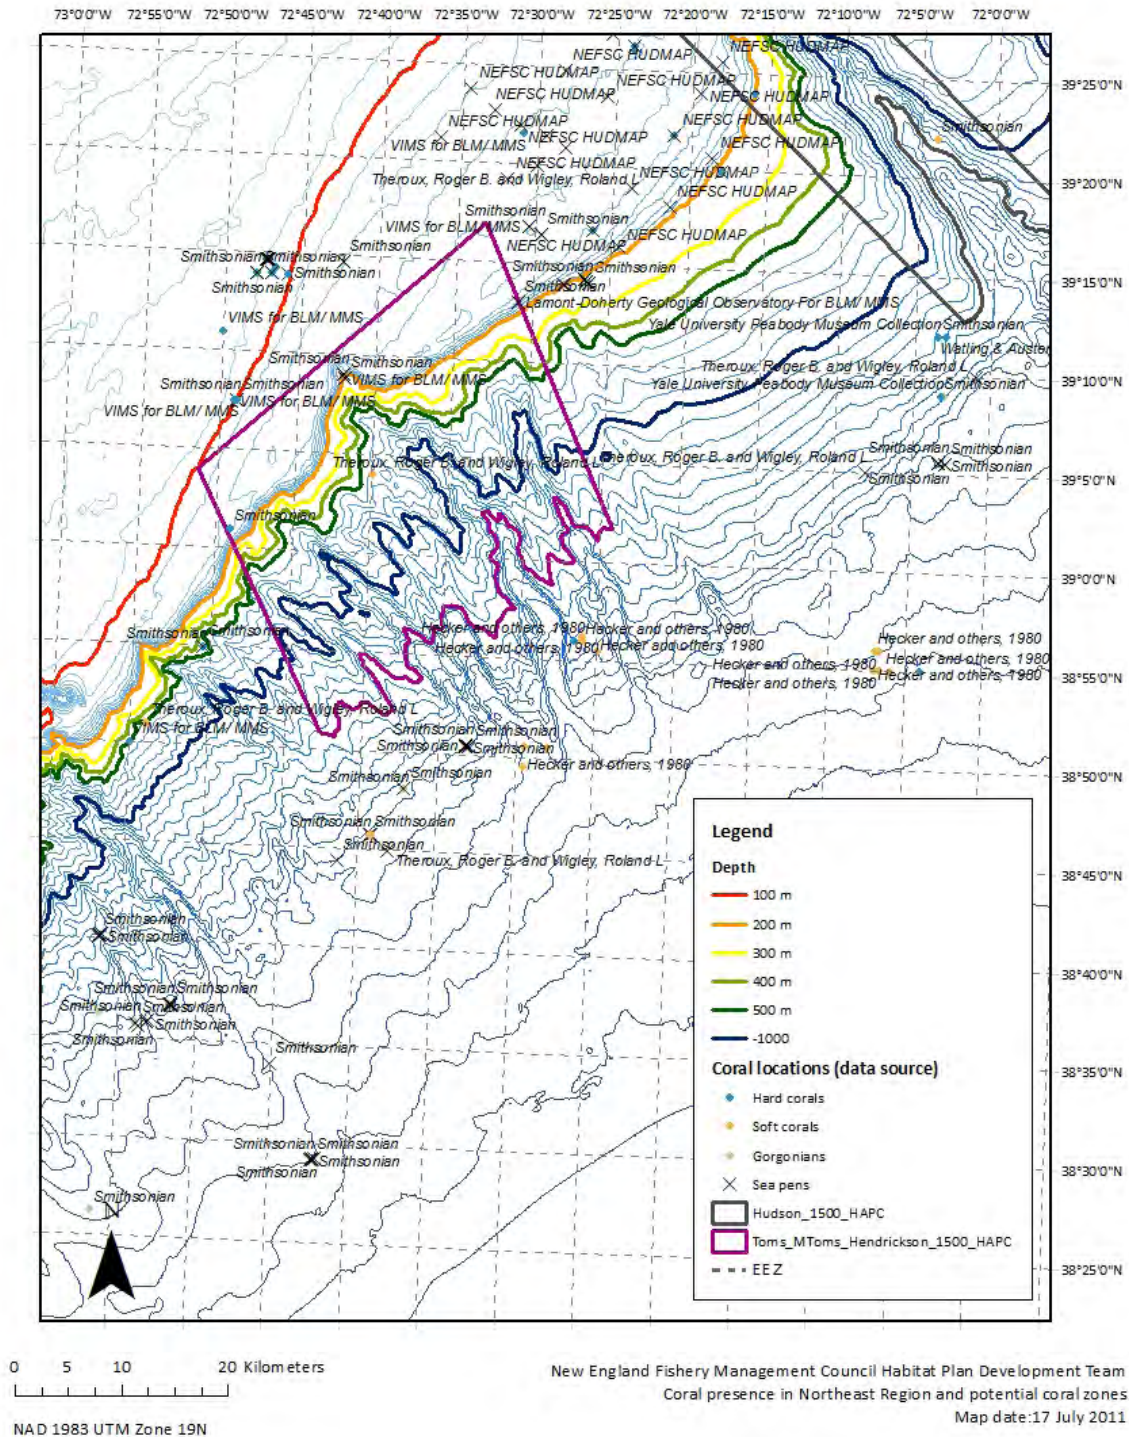 73°0'0"W 72°55'0"W 72°50'0"W 72°45'0"W 72°40'0"W 72°35'0"W 72°30'0"W 72°25'0"W 72°20'0"W 72°15'0"W 72°10'0"W 72°5'0"W 72°0'0"W
NEFSC HUDMAP
NEFSC HUDMAP
NEFSC HUDMAP
NEFSC HUDMAP
39°25'0"N
NEFSC HUDMAP
NEFSC HUDMAP
NEFSC HUDMAP
NEFSC HUDMAP
Smithsonian
VIMS for BLM/ MMS
NEFSC HUDMAP
NEFSC HUDMAP
NEFSC HUDMAP
NEFSC HUDMAP
39°20'0"N
Theroux, Roger B. and Wigley, Roland L
NEFSC HUDMAP
Smithsonian
Smithsonian
VIMS for BLM/ MMS
NEFSC HUDMAP
NEFSC HUDMAP
Smithsonian
Smithsonian
Smithsonian
Smithsonian
Smithsonian
Smithsonian
Smithsonian
39°15'0"N
Smithsonian
Smithsonian
Lamont-Doherty Geological Observatory For BLM/ MMS
VIMS for BLM/ MMS
Yale University Peabody Museum Collection
Smithsonian
Watling & Auster
Smithsonian
Smithsonian
Theroux, Roger B. and Wigley, Roland L
39°10'0"N
VIMS for BLM/ MMS
Smithsonian
Smithsonian
Yale University Peabody Museum Collection
Smithsonian
VIMS for BLM/ MMS
VIMS for BLM/ MMS
Smithsonian
Smithsonian
Theroux, Roger B. and Wigley, Roland L
Theroux, Roger B. and Wigley, Roland L
Smithsonian
Smithsonian
39°5'0"N
Smithsonian
39°0'0"N
Smithsonian
Smithsonian
Hecker and others, 1980
Hecker and others, 1980
Hecker and others, 1980
Hecker and others, 1980
Hecker and others, 1980
Hecker and others, 1980
Hecker and others, 1980
Hecker and others, 1980
Hecker and others, 1980
38°55'0"N
Theroux, Roger B. and Wigley, Roland L
VIMS for BLM/ MMS
Smithsonian
Smithsonian
Smithsonian
Smithsonian
Hecker and others, 1980
38°50'0"N
Smithsonian
Smithsonian
Smithsonian
Smithsonian
Smithsonian
Theroux, Roger B. and Wigley, Roland L
38°45'0"N
Smithsonian
Smithsonian
38°40'0"N
Smithsonian
Smithsonian
Smithsonian
Smithsonian
Smithsonian
Smithsonian
Smithsonian
38°35'0"N
Smithsonian
Smithsonian
Smithsonian
Smithsonian
38°30'0"N
Smithsonian
N
38°25'0"N
Legend
Depth
100 m
200 m
300 m
400 m
500 m
-1000
Coral locations (data source)
Hard corals
Soft corals
Gorgonians
Sea pens
Hudson_1500_HAPC
Toms_MToms_Hendrickson_1500_HAPC
EEZ
0 5 10 20 Kilometers
NAD 1983 UTM Zone 19N
New England Fishery Management Council Habitat Plan Development Team
Coral presence in Northeast Region and potential coral zones
Map date:17 July 2011